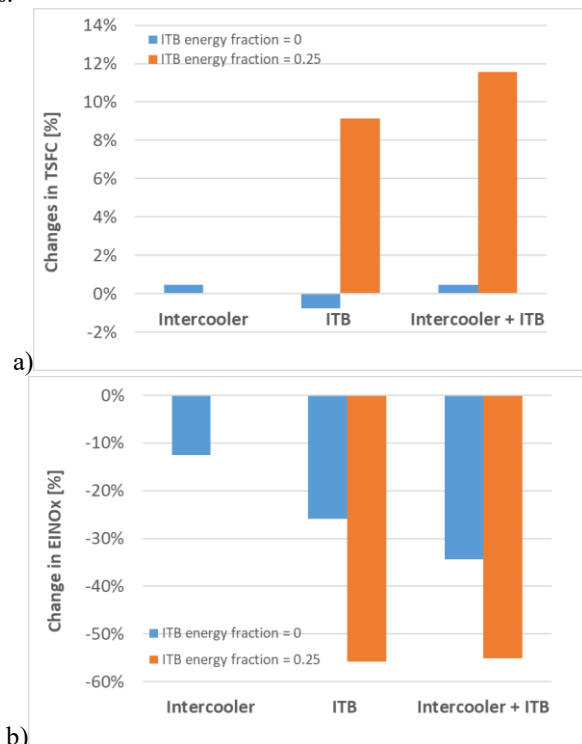 14%
12%
10%
8%
6%
4%
2%
0%
-2%
Changes in TSFC [%]
ITB energy fraction = 0
ITB energy fraction = 0.25
Intercooler
ITB
Intercooler + ITB
a)
0%
-10%
-20%
-30%
-40%
-50%
-60%
Change in EINOx [%]
ITB energy fraction = 0
ITB energy fraction = 0.25
Intercooler
ITB
Intercooler + ITB
b)